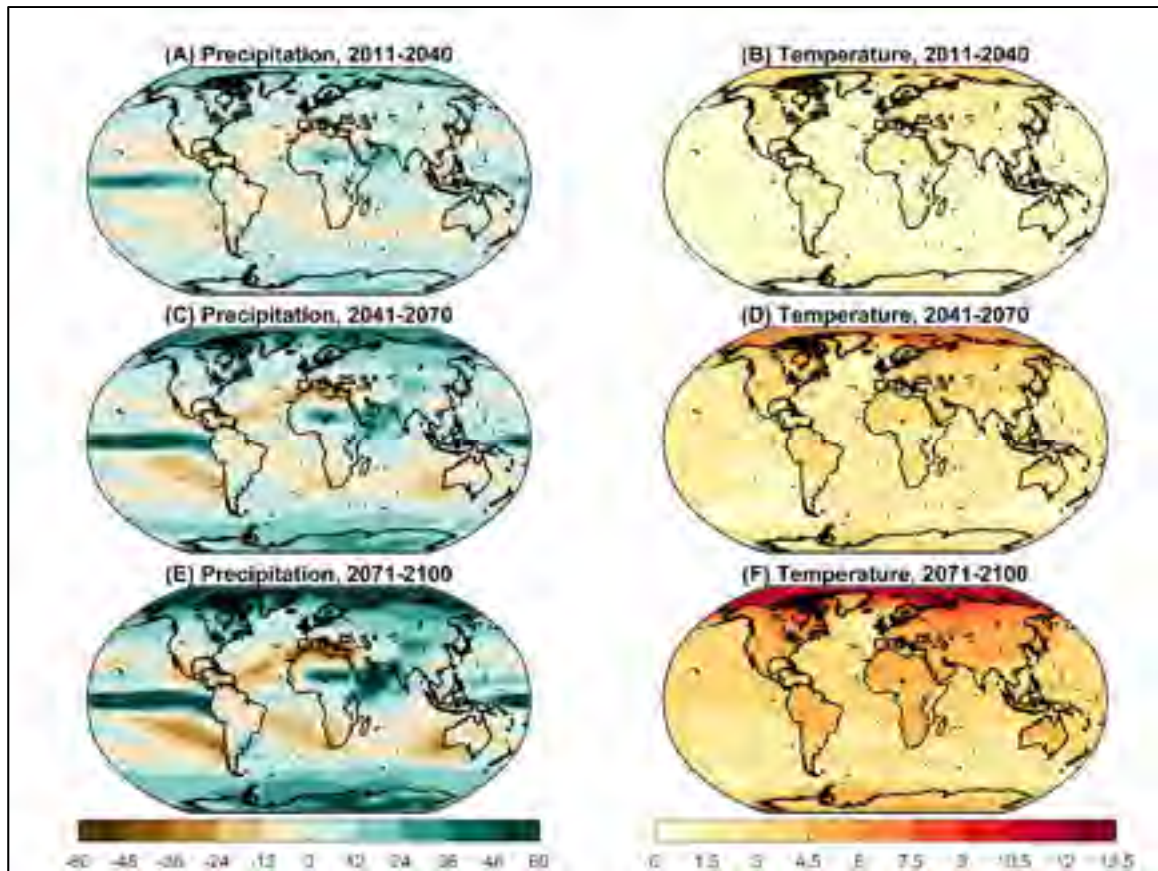 (A) Precipitation, 2011-2040
(B) Temperature, 2011-2040
(C) Precipitation, 2041-2070
(D) Temperature, 2041-2070
(E) Precipitation, 2071-2100
(F) Temperature, 2071-2100
-60 -48 -36 -24 -12 0 12 24 36 48 60
0 1.5 3 4.5 6 7.5 9 10.5 12 13.5